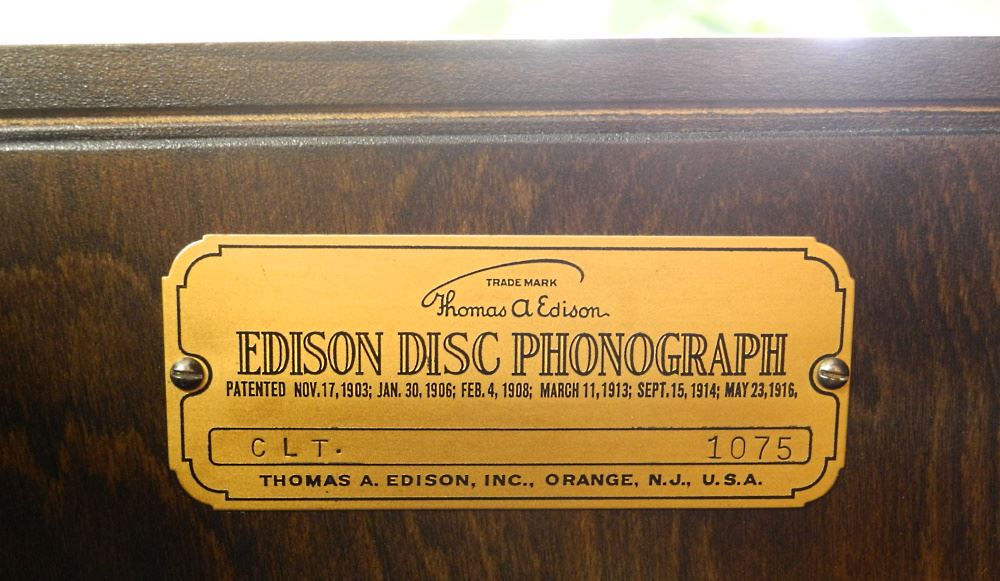 TRADE MARK
Thomas A Edison
EDISON DISC PHONOGRAPH
PATENTED NOV. 17, 1903; JAN. 30, 1906; FEB. 4, 1908; MARCH 11, 1913; SEPT. 15, 1914; MAY 23, 1916,
CLT. 1075
THOMAS A. EDISON, INC., ORANGE, N.J., U.S.A.